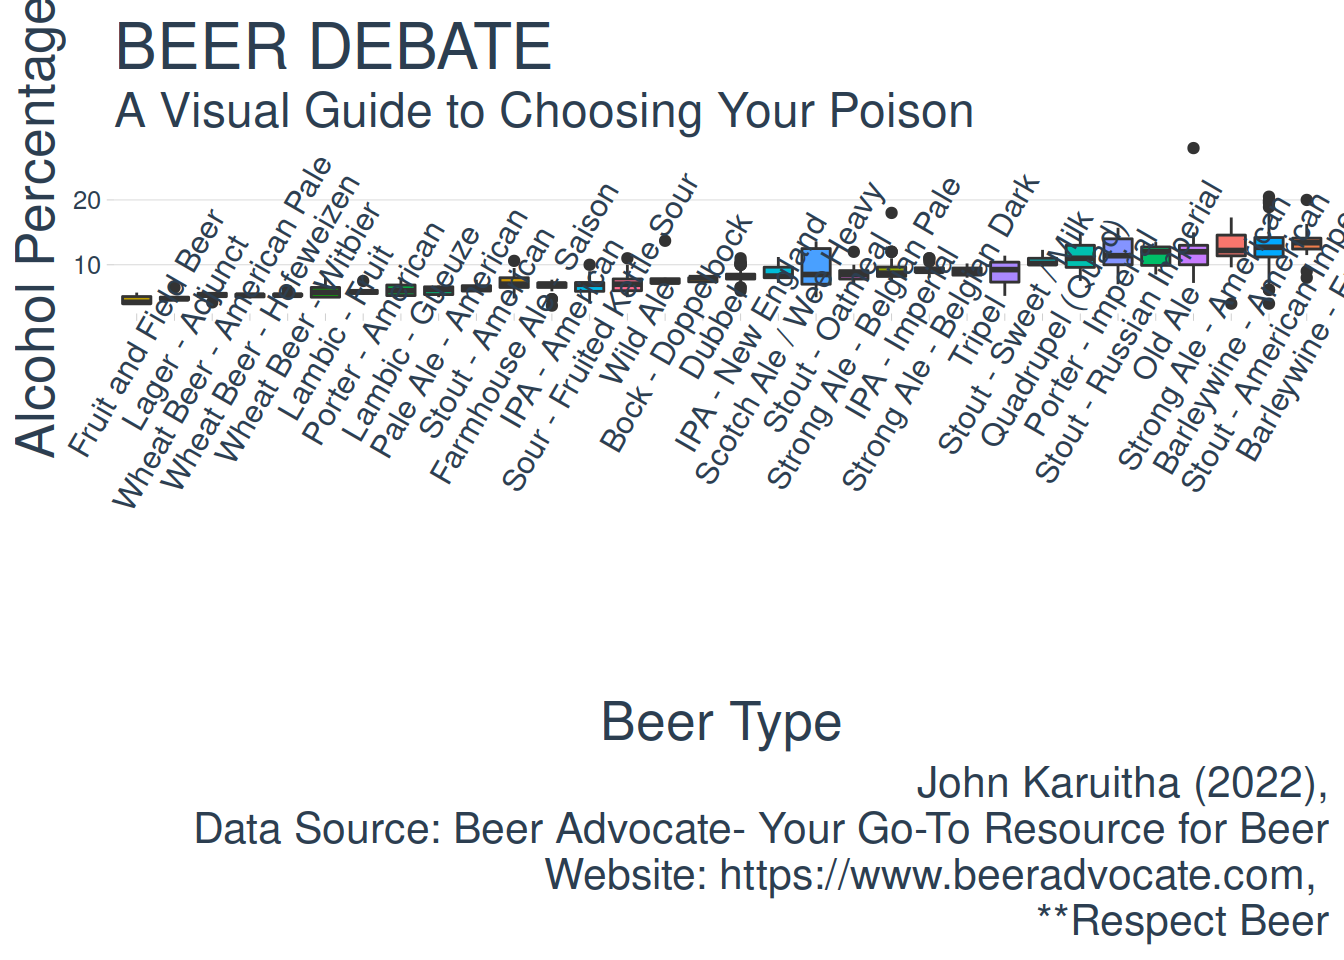 BEER DEBATE
A Visual Guide to Choosing Your Poison
Alcohol Percentage
20
10
Fruit and Field Beer
Lager - Adjunct
Wheat Beer - American Pale
Wheat Beer - Hefeweizen
Wheat Beer - Witbier
Lambic - Fruit
Porter - American
Lambic - Gueuze
Pale Ale - American
Stout - American
Farmhouse Ale - Saison
IPA - American
Sour - Fruited Kettle Sour
Wild Ale
Bock - Doppelbock
Dubbel
IPA - New England
Scotch Ale / Wee Heavy
Stout - Oatmeal
Strong Ale - Belgian Pale
IPA - Imperial
Strong Ale - Belgian Dark
Tripel
Stout - Sweet / Milk
Quadrupel (Quad)
Porter - Imperial
Stout - Russian Imperial
Old Ale
Strong Ale - American
Barleywine - American
Stout - American Impe
Barleywine - E
Beer Type
John Karuitha (2022),
Data Source: Beer Advocate- Your Go-To Resource for Beer
Website: https://www.beeradvocate.com,
**Respect Beer